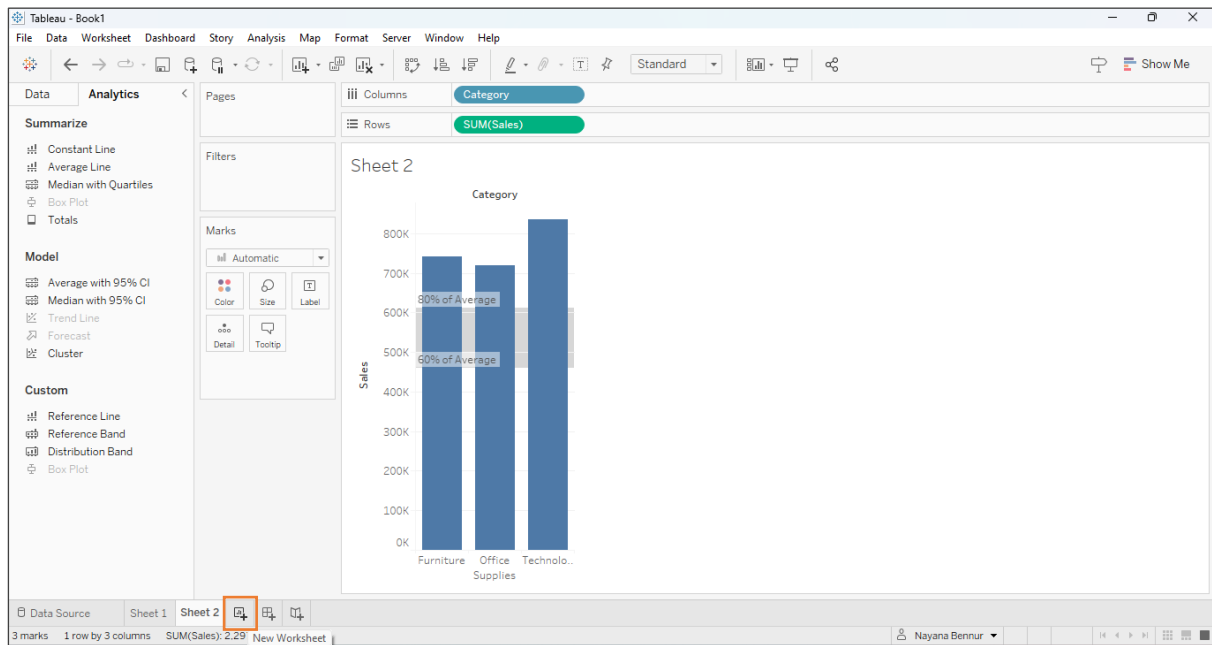 Tableau - Book1
File Data Worksheet Dashboard Story Analysis Map Format Server Window Help
Standard
Show Me
Data Analytics
Pages
iii Columns Category
Rows SUM(Sales)
Summarize
Constant Line
Average Line
Median with Quartiles
Box Plot
Totals
Model
Average with 95% CI
Median with 95% CI
Trend Line
Forecast
Cluster
Custom
Reference Line
Reference Band
Distribution Band
Box Plot
Filters
Marks
Automatic
Color Size Label
Detail Tooltip
Sheet 2
Category
800K
700K
80% of Average
600K
500K
60% of Average
Sales
400K
300K
200K
100K
0K
Furniture Office Technolo..
Supplies
Data Source Sheet 1 Sheet 2
3 marks 1 row by 3 columns SUM(Sales): 2,29
New Worksheet
Nayana Bennur